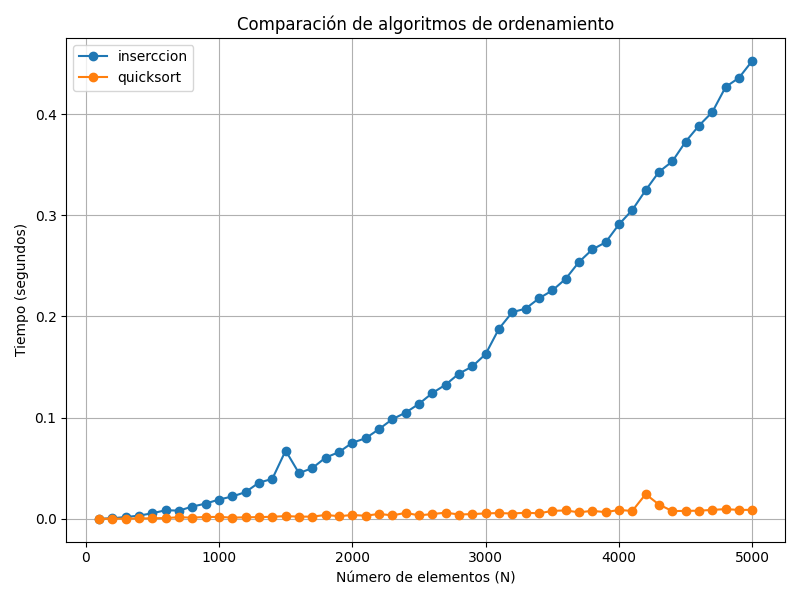 Comparación de algoritmos de ordenamiento
inserccion
quicksort
Tiempo (segundos)
0.4
0.3
0.2
0.1
0.0
0 1000 2000 3000 4000 5000
Número de elementos (N)